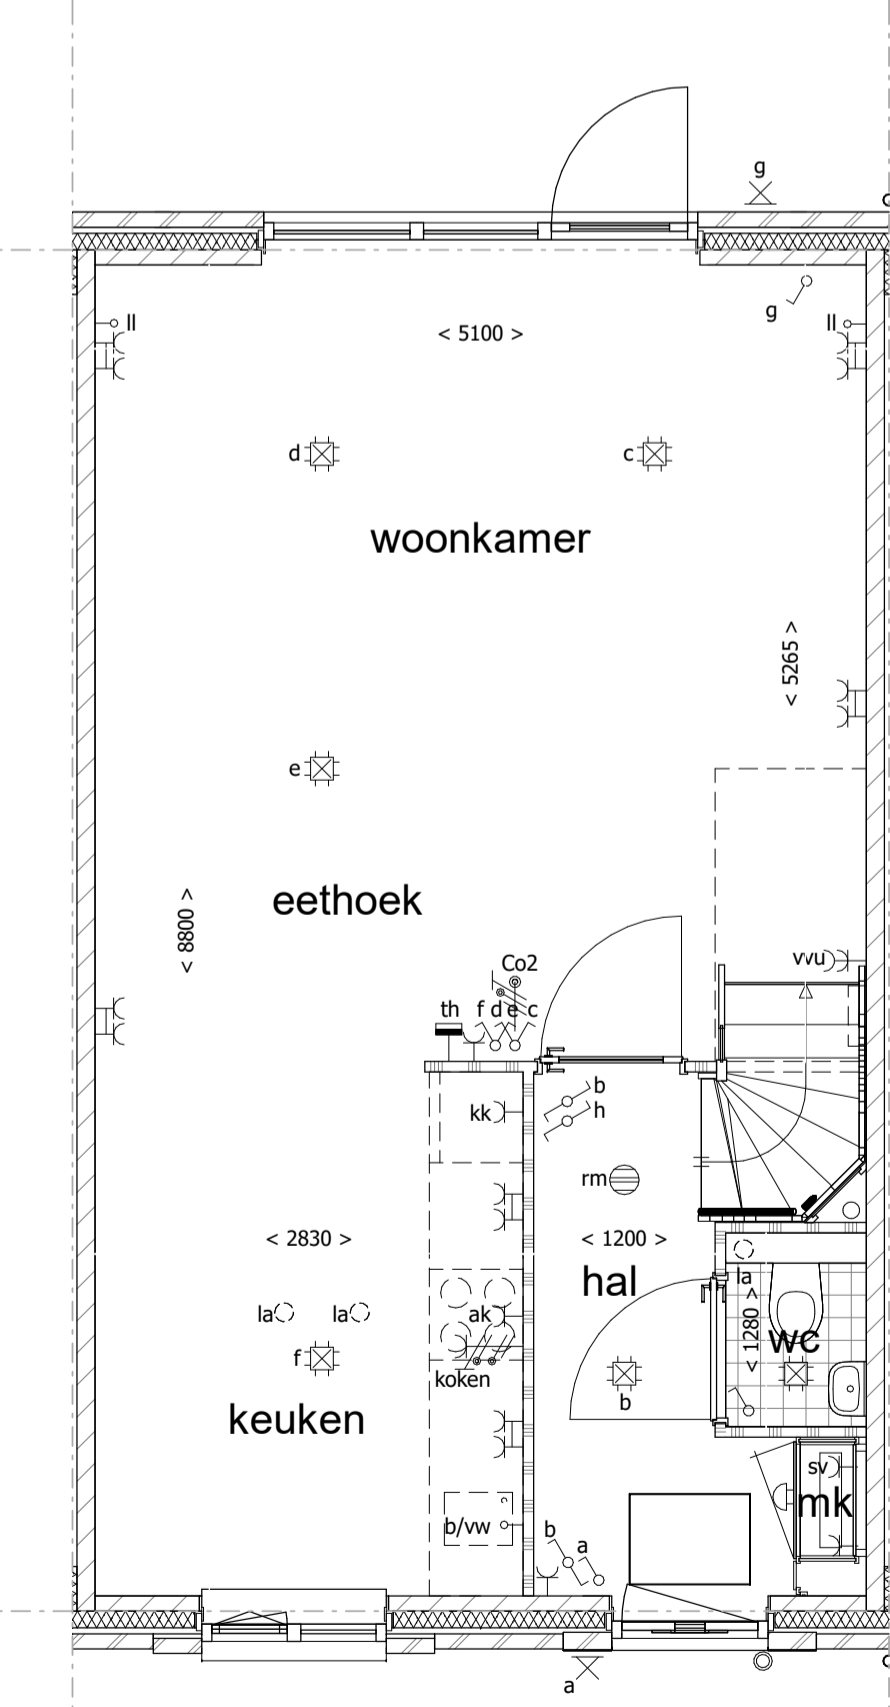 g
g
ll
ll
< 5100 >
d
c
woonkamer
< 5265 >
e
eethoek
< 8800 >
vvu
Co2
th f d e c
b
kk
h
rm
< 2830 >
< 1200 >
hal
la
la
la
ak
< 1280 >
wc
f
koken
b
keuken
sv
mk
b/vw
b
a
a